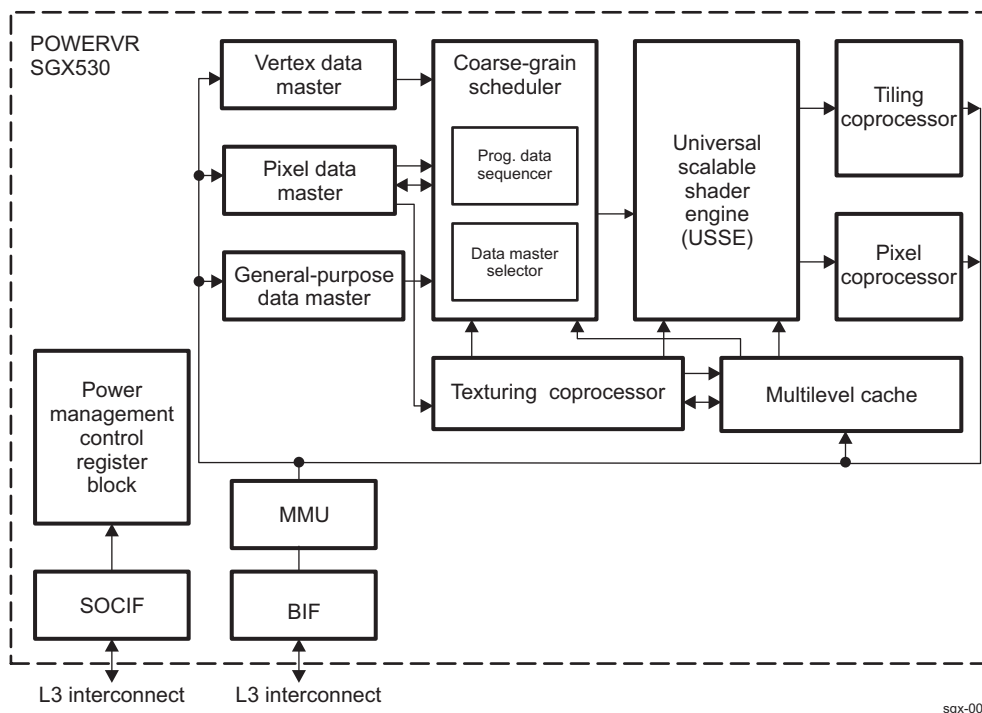 POWERVR
SGX530
Vertex data
master
Pixel data
master
General-purpose
data master
Coarse-grain
scheduler
Prog. data
sequencer
Data master
selector
Universal
scalable
shader
engine
(USSE)
Tiling
coprocessor
Pixel
coprocessor
Texturing coprocessor
Multilevel cache
Power
management
control
register
block
MMU
SOCIF
BIF
L3 interconnect
L3 interconnect
sgx-00